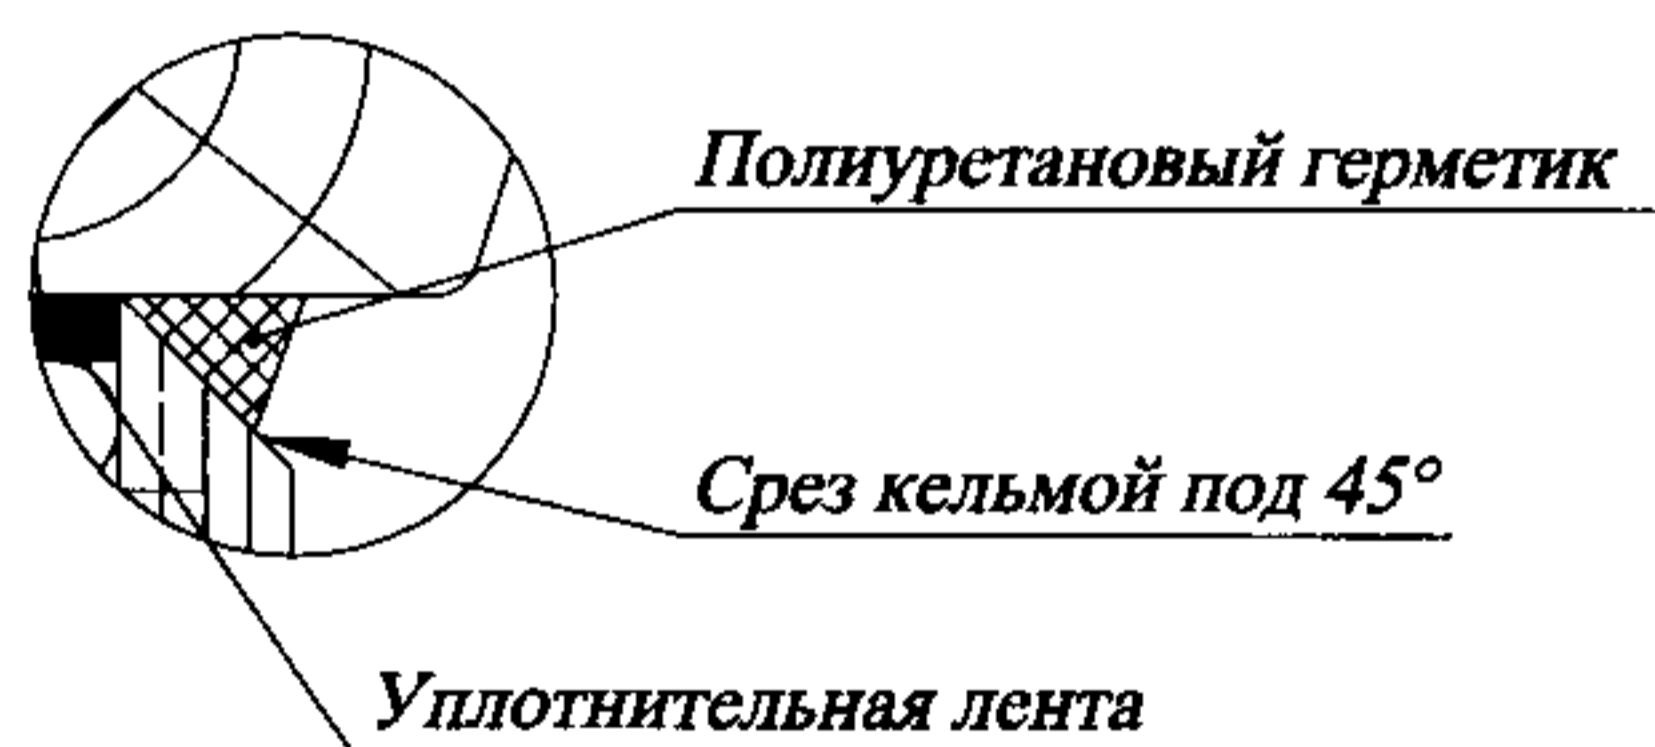 Полиуретановый герметик
Срез кельмой под 45°
Уплотнительная лента